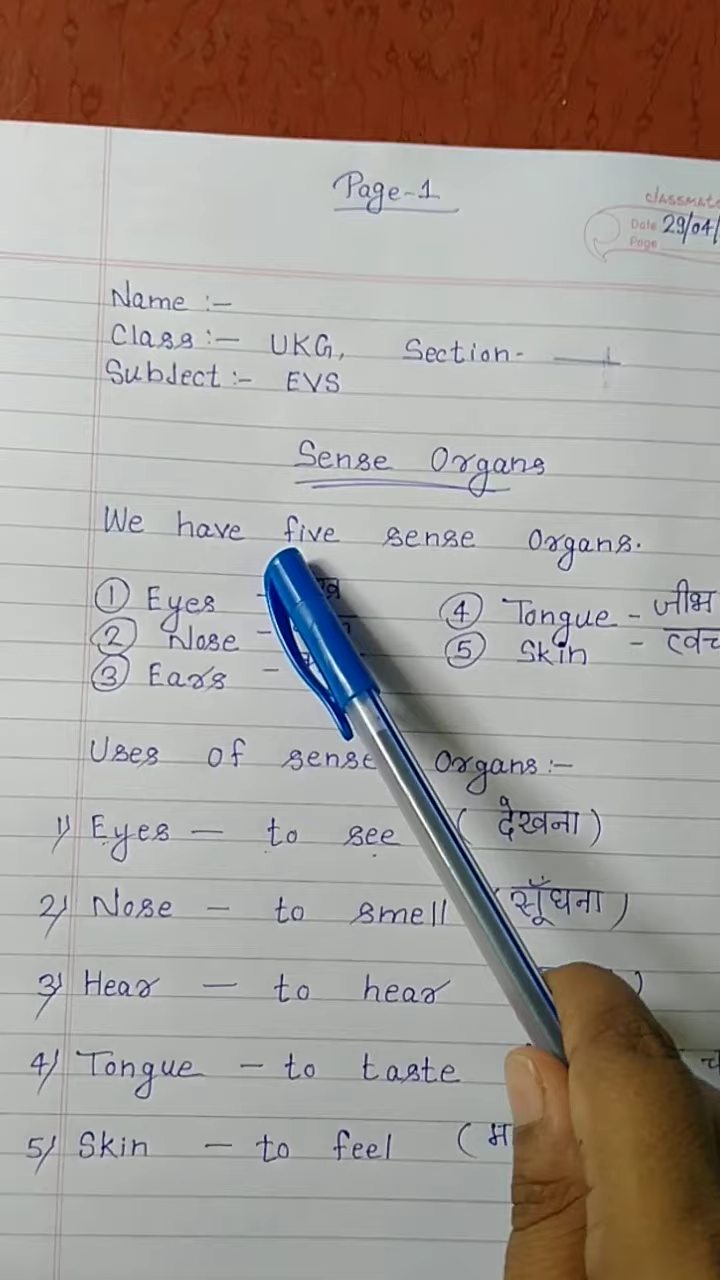 Page-1
classmate
Date 29/04/
Page
Name :-
Class :- UKG, Section-
Subject :- EVS
Sense Organs
We have five sense Organs.
① Eyes -
④ Tongue - जीभ
② Nose -
⑤ Skin -
③ Ears -
Uses of sense Organs :-
1) Eyes - to see (देखना)
2) Nose - to smell (सूँघना)
3) Hear - to hear
4) Tongue - to taste
5) Skin - to feel (